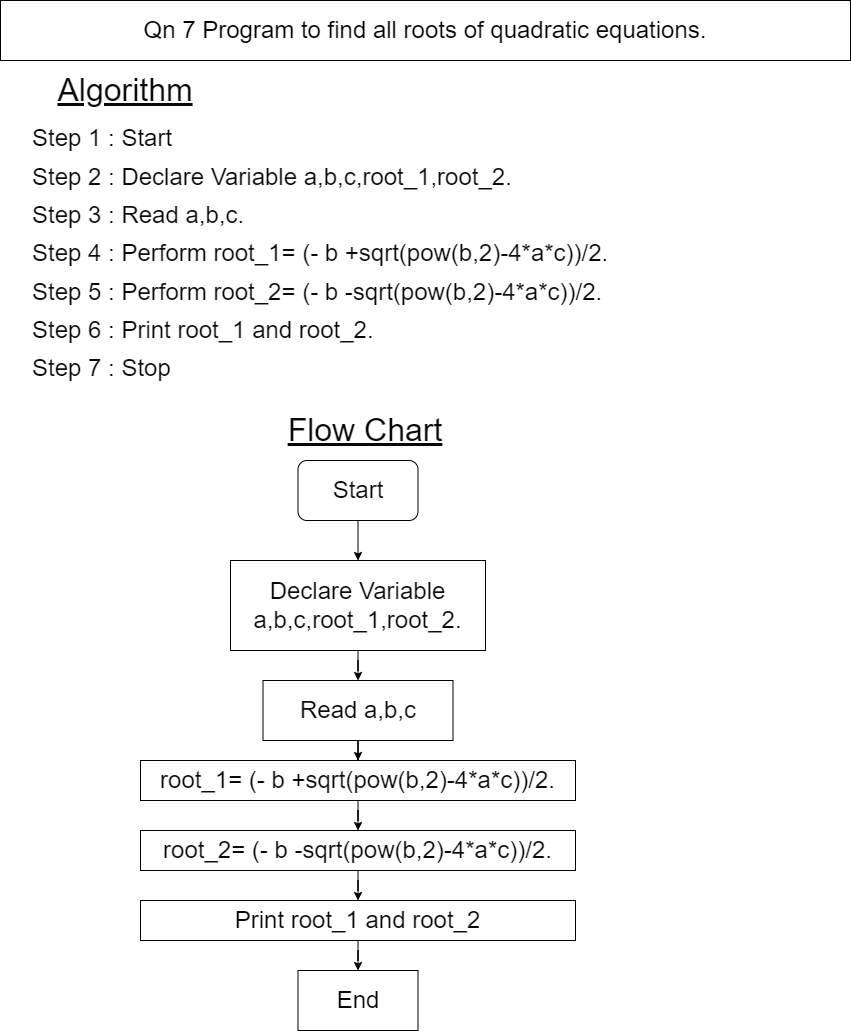 Qn 7 Program to find all roots of quadratic equations.
Algorithm
Step 1 : Start
Step 2 : Declare Variable a,b,c,root_1,root_2.
Step 3 : Read a,b,c.
Step 4 : Perform root_1= (- b +sqrt(pow(b,2)-4*a*c))/2.
Step 5 : Perform root_2= (- b -sqrt(pow(b,2)-4*a*c))/2.
Step 6 : Print root_1 and root_2.
Step 7 : Stop
Flow Chart
Start
Declare Variable
a,b,c,root_1,root_2.
Read a,b,c
root_1= (- b +sqrt(pow(b,2)-4*a*c))/2.
root_2= (- b -sqrt(pow(b,2)-4*a*c))/2.
Print root_1 and root_2
End